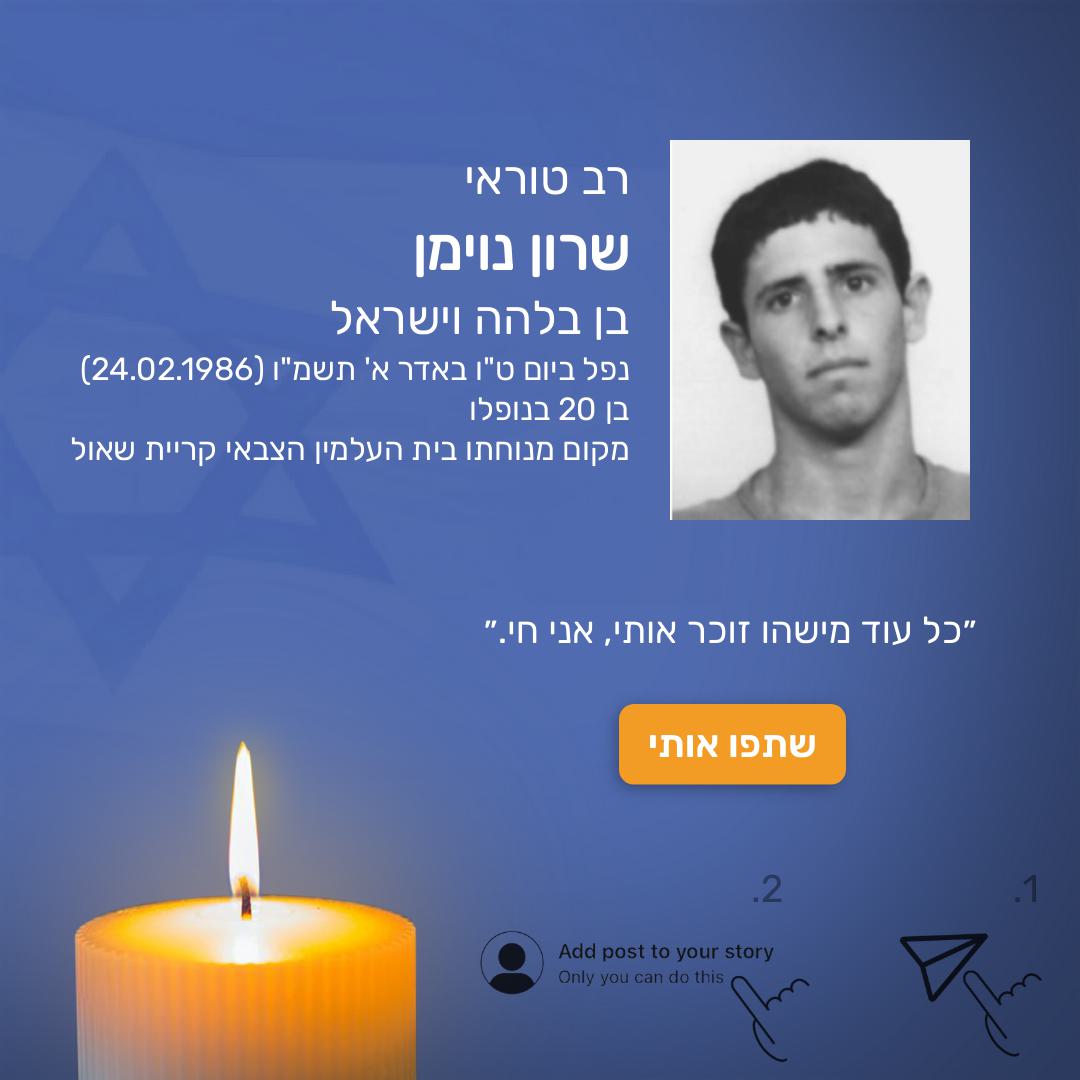 רב טוראי
שרון נוימן
בן בלהה וישראל
נפל ביום ט"ו באדר א' תשמ"ו (24.02.1986)
בן 20 בנופלו
מקום מנוחתו בית העלמין הצבאי קריית שאול
״כל עוד מישהו זוכר אותי, אני חי.״
שתפו אותי
1.
2.
Add post to your story
Only you can do this